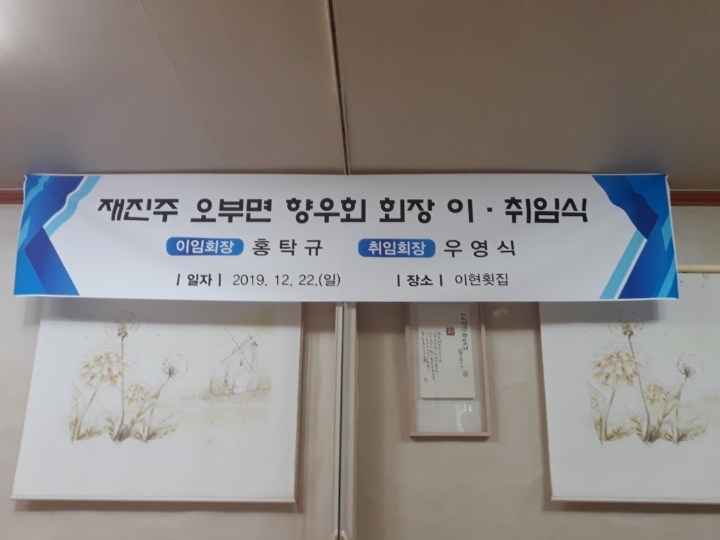 재진주 오부면 향우회 회장 이·취임식
이임회장 홍탁규 취임회장 우영식
| 일자 | 2019. 12. 22.(일) | 장소 | 이현횟집